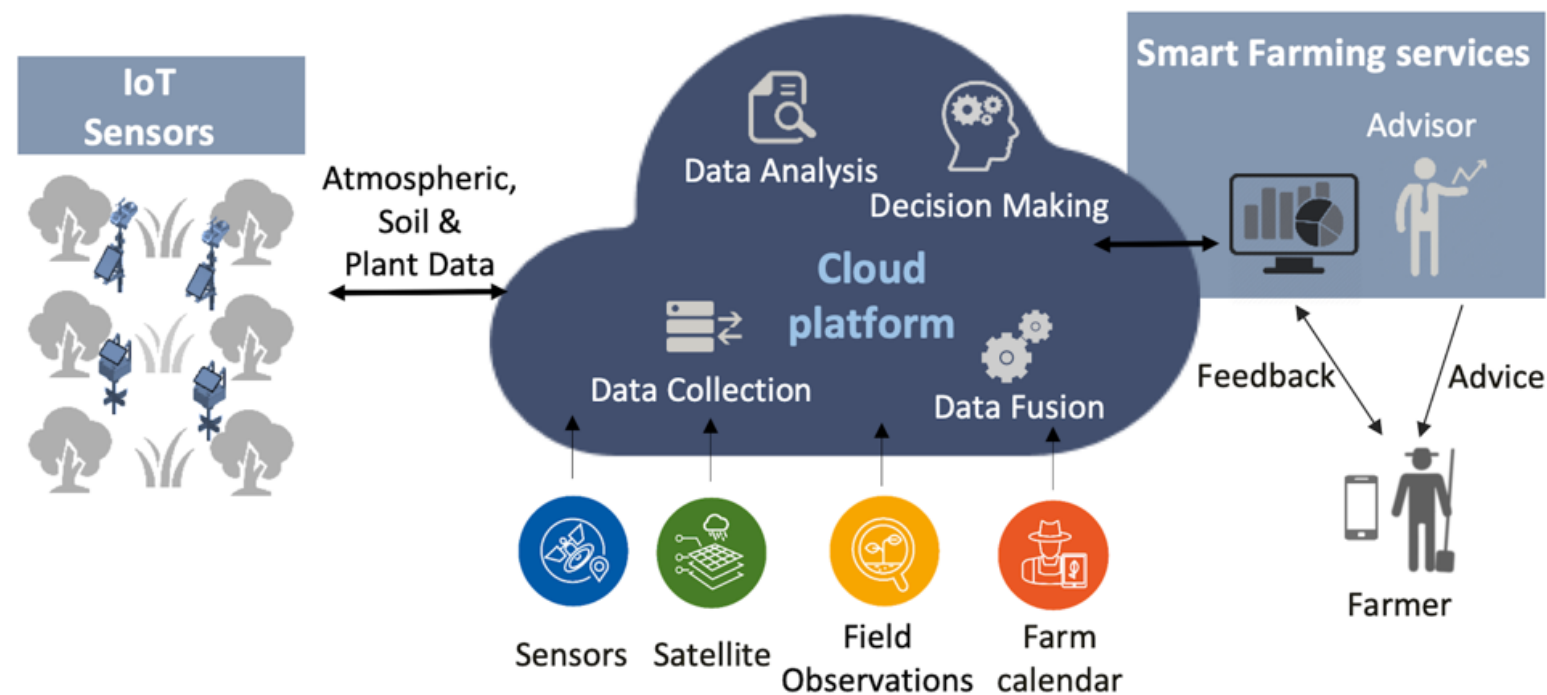 IoT
Sensors
Atmospheric,
Soil &
Plant Data
Data Analysis
Decision Making
Cloud
platform
Data Collection
Data Fusion
Smart Farming services
Advisor
Feedback
Advice
Farmer
Sensors
Satellite
Field
Observations
Farm
calendar